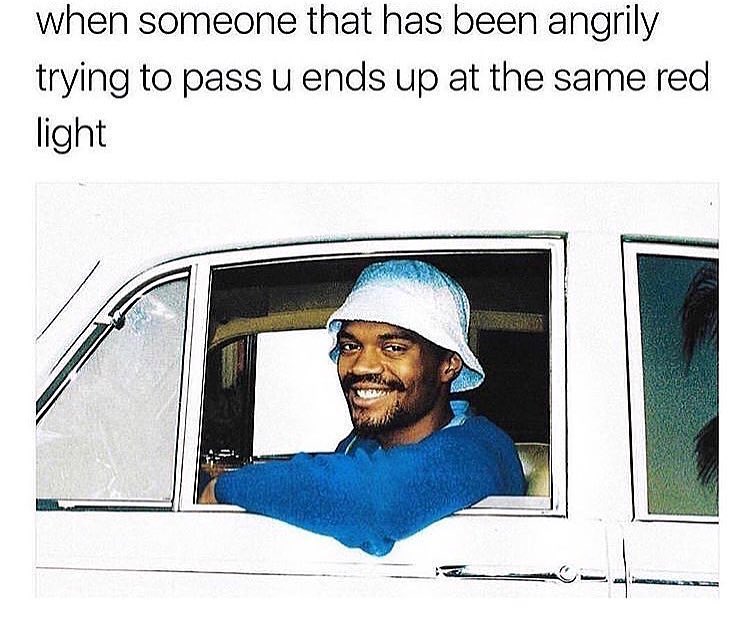 when someone that has been angrily
trying to pass u ends up at the same red
light